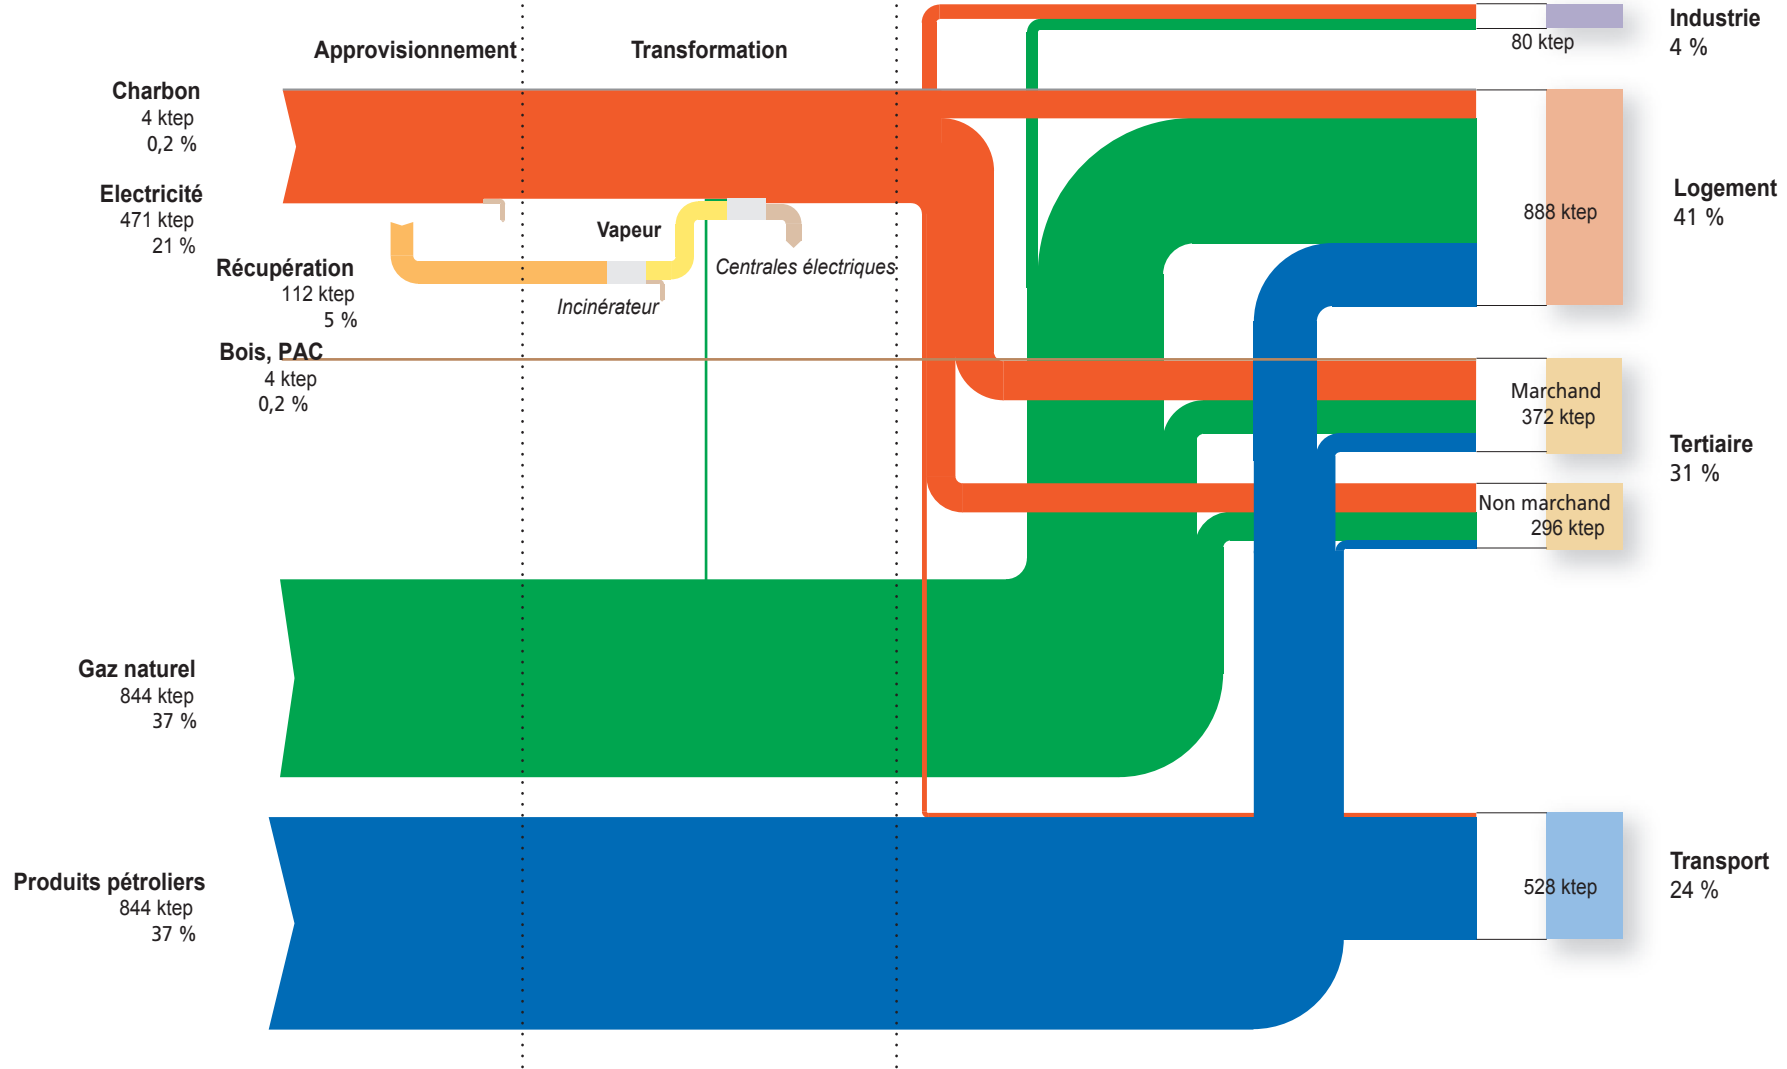 Approvisionnement
Transformation
Charbon
4 ktep
0,2 %
Electricité
471 ktep
21 %
Récupération
112 ktep
5 %
Bois, PAC
4 ktep
0,2 %
Gaz naturel
844 ktep
37 %
Produits pétroliers
844 ktep
37 %
Vapeur
Centrales électriques
Incinérateur
80 ktep
Industrie
4 %
888 ktep
Logement
41 %
Marchand
372 ktep
Non marchand
296 ktep
Tertiaire
31 %
528 ktep
Transport
24 %